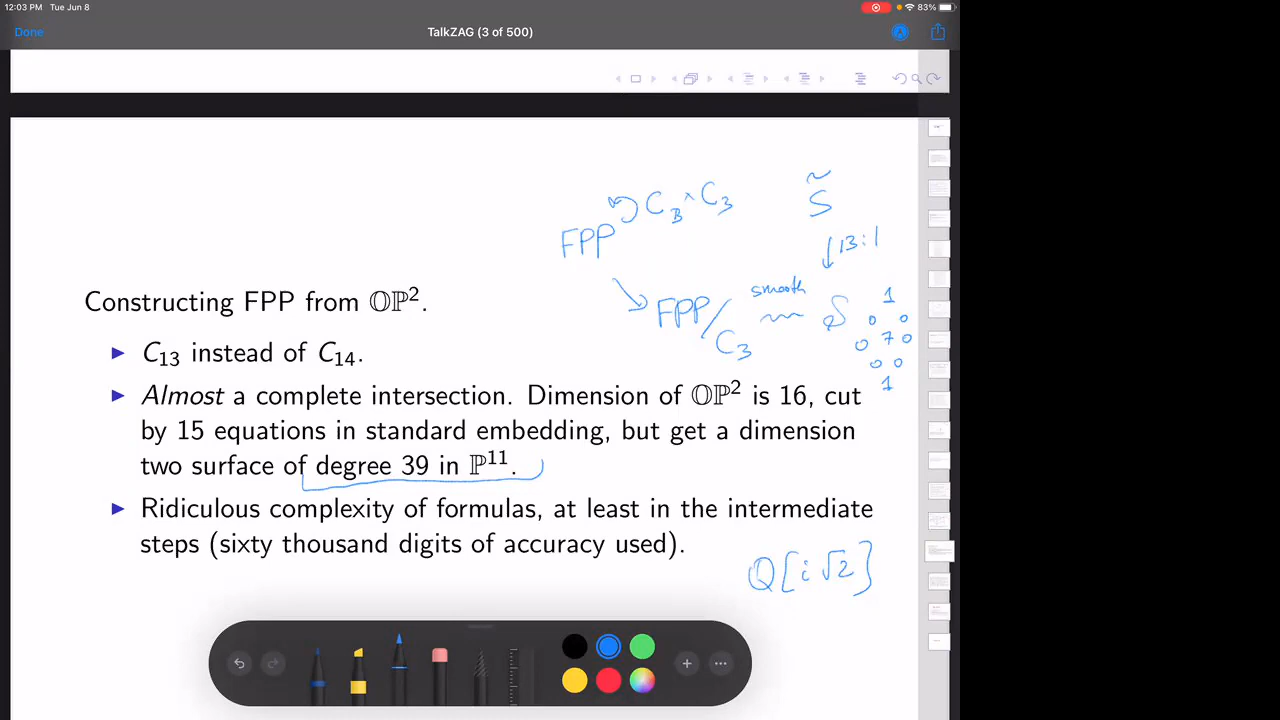 12:03 PM Tue Jun 8
83%
Done
TalkZAG (3 of 500)
FPP C₃ × C₃
S̃
13:1
FPP/C₃ smooth S
1
0 0
0 7 0
0 0
1
Constructing FPP from 𝕆ℙ².
▶ C₁₃ instead of C₁₄.
▶ Almost a complete intersection. Dimension of 𝕆ℙ² is 16, cut
by 15 equations in standard embedding, but get a dimension
two surface of degree 39 in ℙ¹¹.
▶ Ridiculous complexity of formulas, at least in the intermediate
steps (sixty thousand digits of accuracy used).
ℚ[i√2]